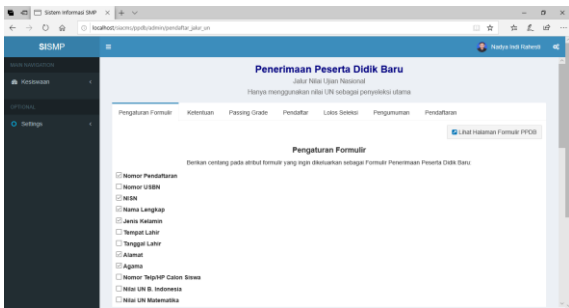 Sistem Informasi SMP
localhost/siscms/ppdb/admin/pendaftar_jalur_un
SISMP
Nadya Indi Rafendi
MAIN NAVIGATION
Kesiswaan
OPTIONAL
Settings
Penerimaan Peserta Didik Baru
Jalur Nilai Ujian Nasional
Hanya menggunakan nilai UN sebagai penyeleksi utama
Pengaturan Formulir Ketentuan Passing Grade Pendaftar Lolos Seleksi Pengumuman Pendaftaran
Lihat Halaman Formulir PPDB
Pengaturan Formulir
Berikan centang pada atribut formulir yang ingin dikeluarkan sebagai Formulir Penerimaan Peserta Didik Baru
Nomor Pendaftaran
Nomor USBN
NISN
Nama Lengkap
Jenis Kelamin
Tempat Lahir
Tanggal Lahir
Alamat
Agama
Nomor Telp/HP Calon Siswa
Nilai UN B. Indonesia
Nilai UN Matematika